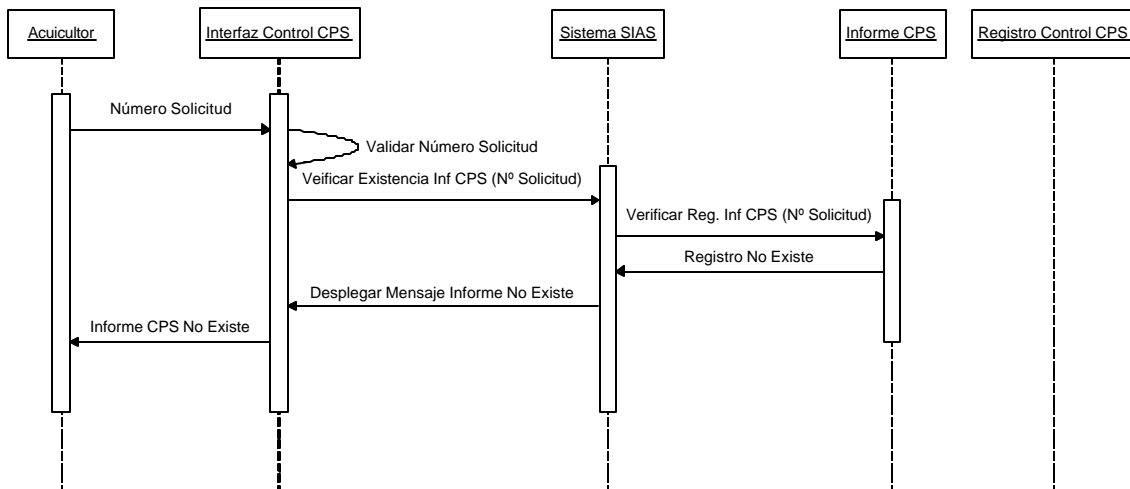 Acuicultor
Interfaz Control CPS
Sistema SIAS
Informe CPS
Registro Control CPS
Número Solicitud
Validar Número Solicitud
Veificar Existencia Inf CPS (Nº Solicitud)
Verificar Reg. Inf CPS (Nº Solicitud)
Registro No Existe
Desplegar Mensaje Informe No Existe
Informe CPS No Existe